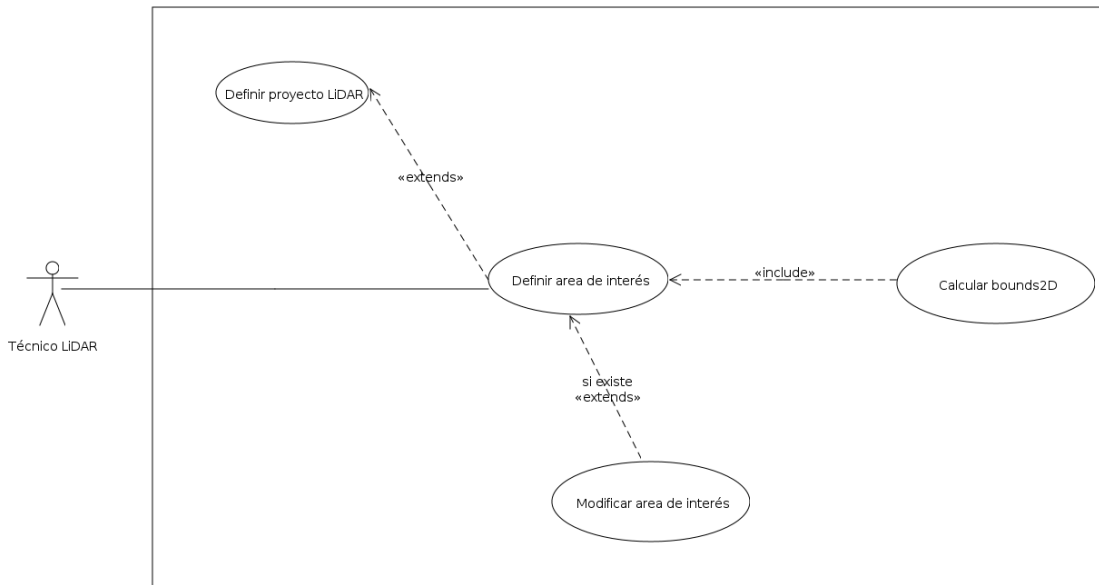 Definir proyecto LiDAR
«extends»
Definir area de interés
«include»
Calcular bounds2D
Técnico LiDAR
si existe
«extends»
Modificar area de interés